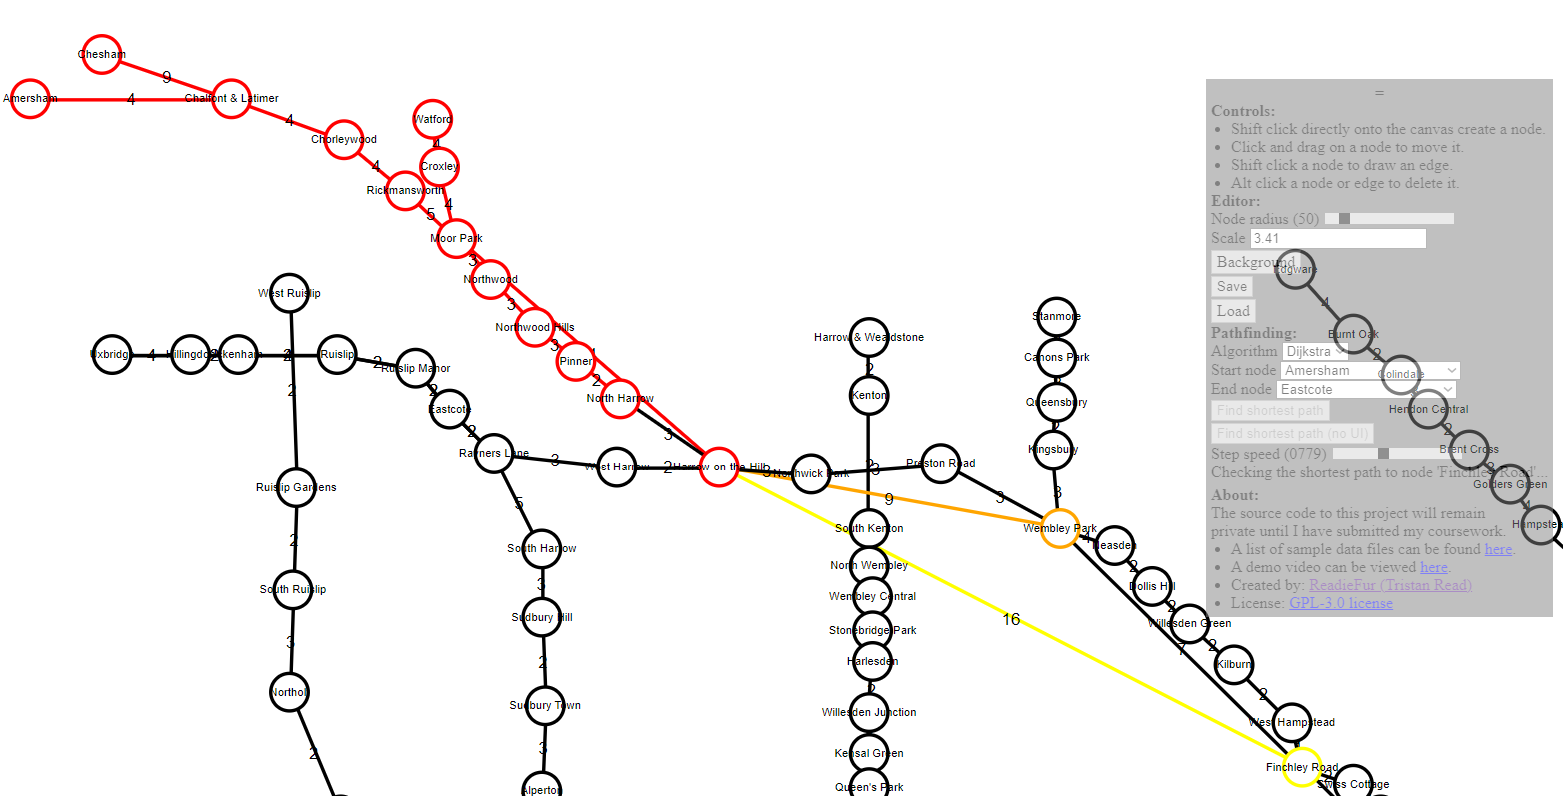 Chesham
9
Amersham
4
Chalfont & Latimer
4
Chorleywood
Watford
4
Croxley
4
Rickmansworth
4
5
Moor Park
3
Northwood
3
Northwood Hills
3
Pinner
2
North Harrow
3
West Ruislip
Uxbridge
4
Hillingdon
2
Ickenham
2
Ruislip
2
Ruislip Manor
2
Eastcote
2
Rayners Lane
3
West Harrow
2
Harrow on the Hill
3
Northwick Park
3
Preston Road
3
9
Wembley Park
Harrow & Wealdstone
2
Kenton
2
South Kenton
North Wembley
Wembley Central
Stonebridge Park
Harlesden
2
Willesden Junction
Kensal Green
Queen's Park
Stanmore
Canons Park
Queensbury
2
Kingsbury
3
4
Neasden
2
Dollis Hill
2
Willesden Green
2
7
Kilburn
2
West Hampstead
Finchley Road
Swiss Cottage
16
2
Ruislip Gardens
2
South Ruislip
3
Northolt
2
5
South Harrow
3
Sudbury Hill
2
Sudbury Town
3
Alperton
=
Controls:
• Shift click directly onto the canvas create a node.
• Click and drag on a node to move it.
• Shift click a node to draw an edge.
• Alt click a node or edge to delete it.
Editor:
Node radius (50)
Scale 3.41
Background
Save
Load
Pathfinding:
Algorithm Dijkstra
Start node Amersham
End node Eastcote
Find shortest path
Find shortest path (no UI)
Step speed (0779)
Checking the shortest path to node 'Finchley Road'...
About:
The source code to this project will remain
private until I have submitted my coursework.
• A list of sample data files can be found here.
• A demo video can be viewed here.
• Created by: ReadieFur (Tristan Read)
• License: GPL-3.0 license
Edgware
4
Burnt Oak
2
Colindale
Hendon Central
2
Brent Cross
3
Golders Green
4
Hampstead